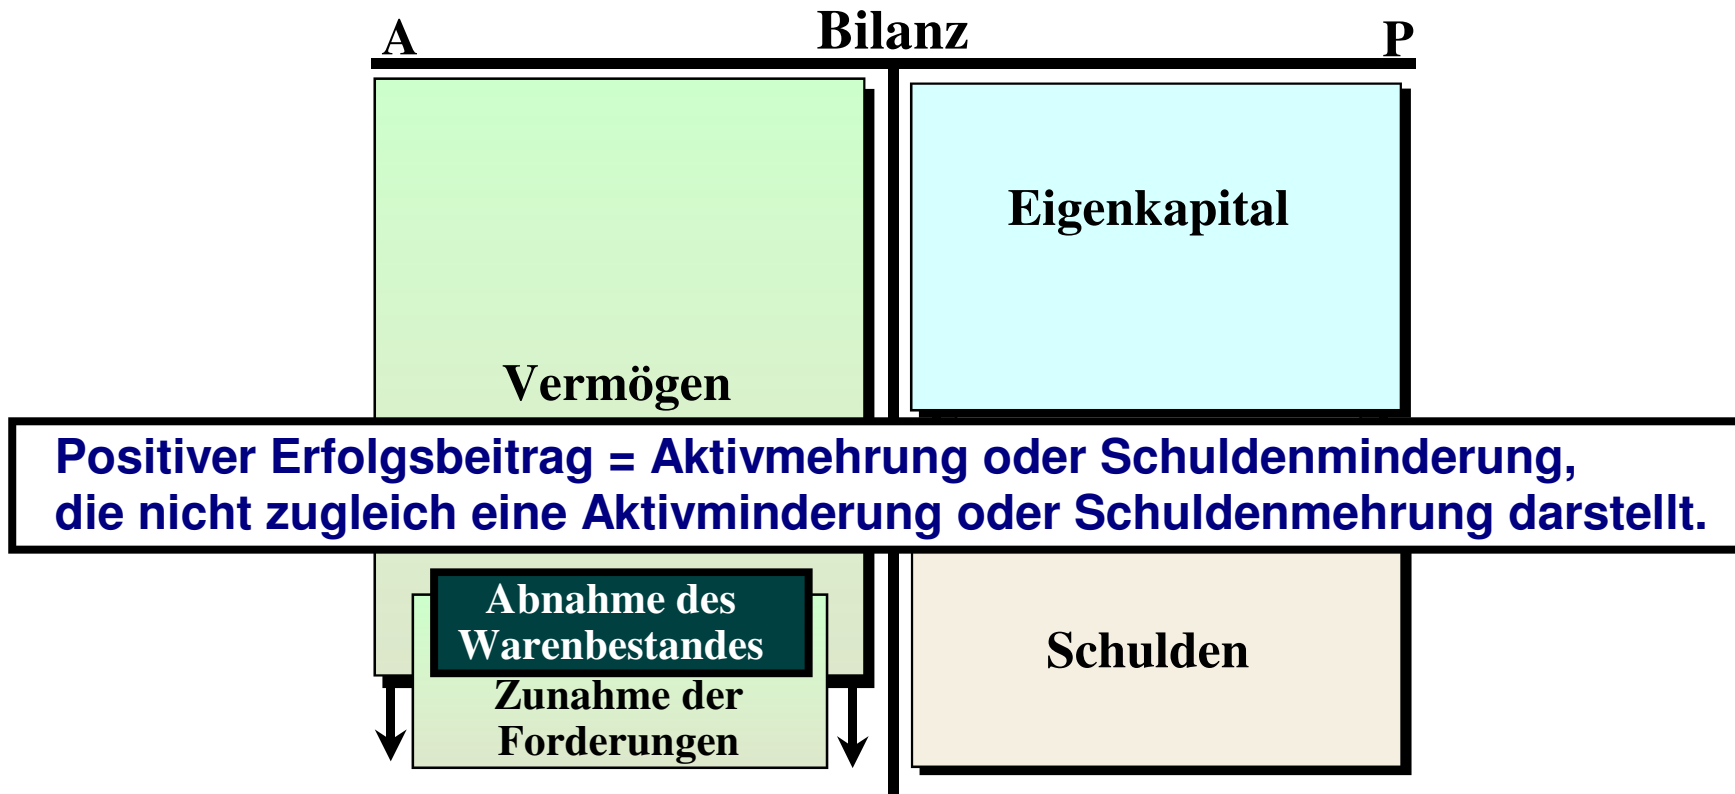 A
Bilanz
P
Eigenkapital
Vermögen
Positiver Erfolgsbeitrag = Aktivmehrung oder Schuldenminderung,
die nicht zugleich eine Aktivminderung oder Schuldenmehrung darstellt.
Abnahme des
Warenbestandes
Zunahme der
Forderungen
Schulden